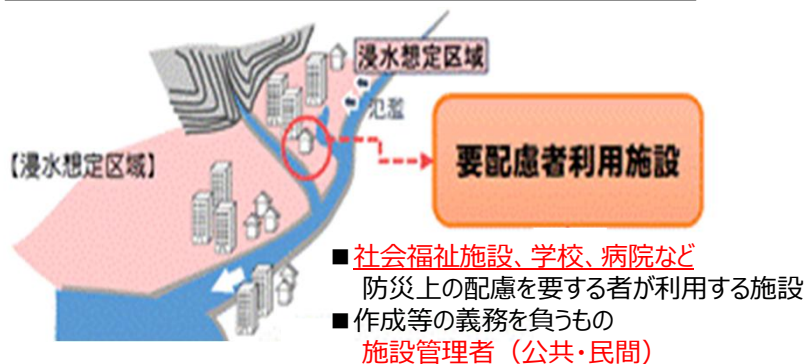 浸水想定区域
氾濫
【浸水想定区域】
要配慮者利用施設
■社会福祉施設、学校、病院など
防災上の配慮を要する者が利用する施設
■作成等の義務を負うもの
施設管理者（公共・民間）